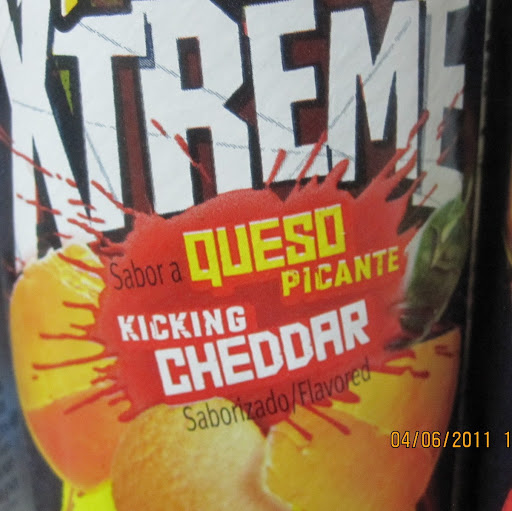 XTREME
Sabor a QUESO
PICANTE
KICKING
CHEDDAR
Saborizado/Flavored
04/06/2011 1